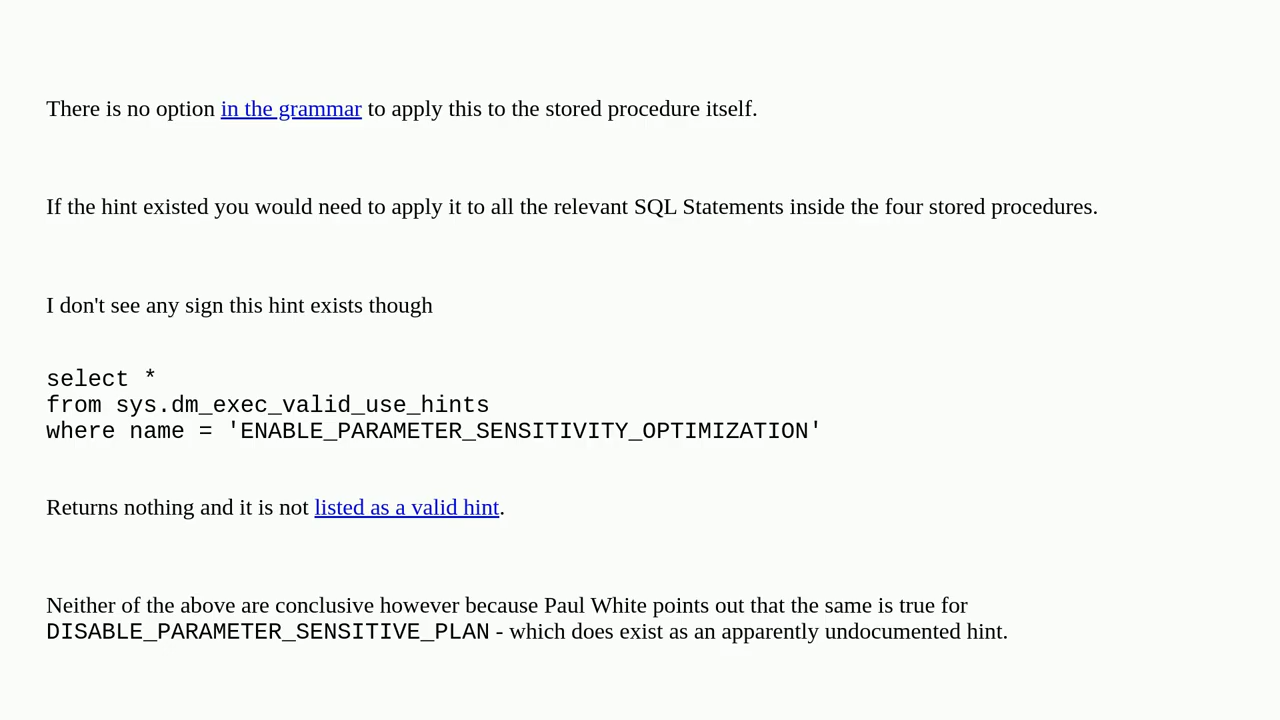 There is no option in the grammar to apply this to the stored procedure itself.
If the hint existed you would need to apply it to all the relevant SQL Statements inside the four stored procedures.
I don't see any sign this hint exists though
select *
from sys.dm_exec_valid_use_hints
where name = 'ENABLE_PARAMETER_SENSITIVITY_OPTIMIZATION'
Returns nothing and it is not listed as a valid hint.
Neither of the above are conclusive however because Paul White points out that the same is true for
DISABLE_PARAMETER_SENSITIVE_PLAN - which does exist as an apparently undocumented hint.